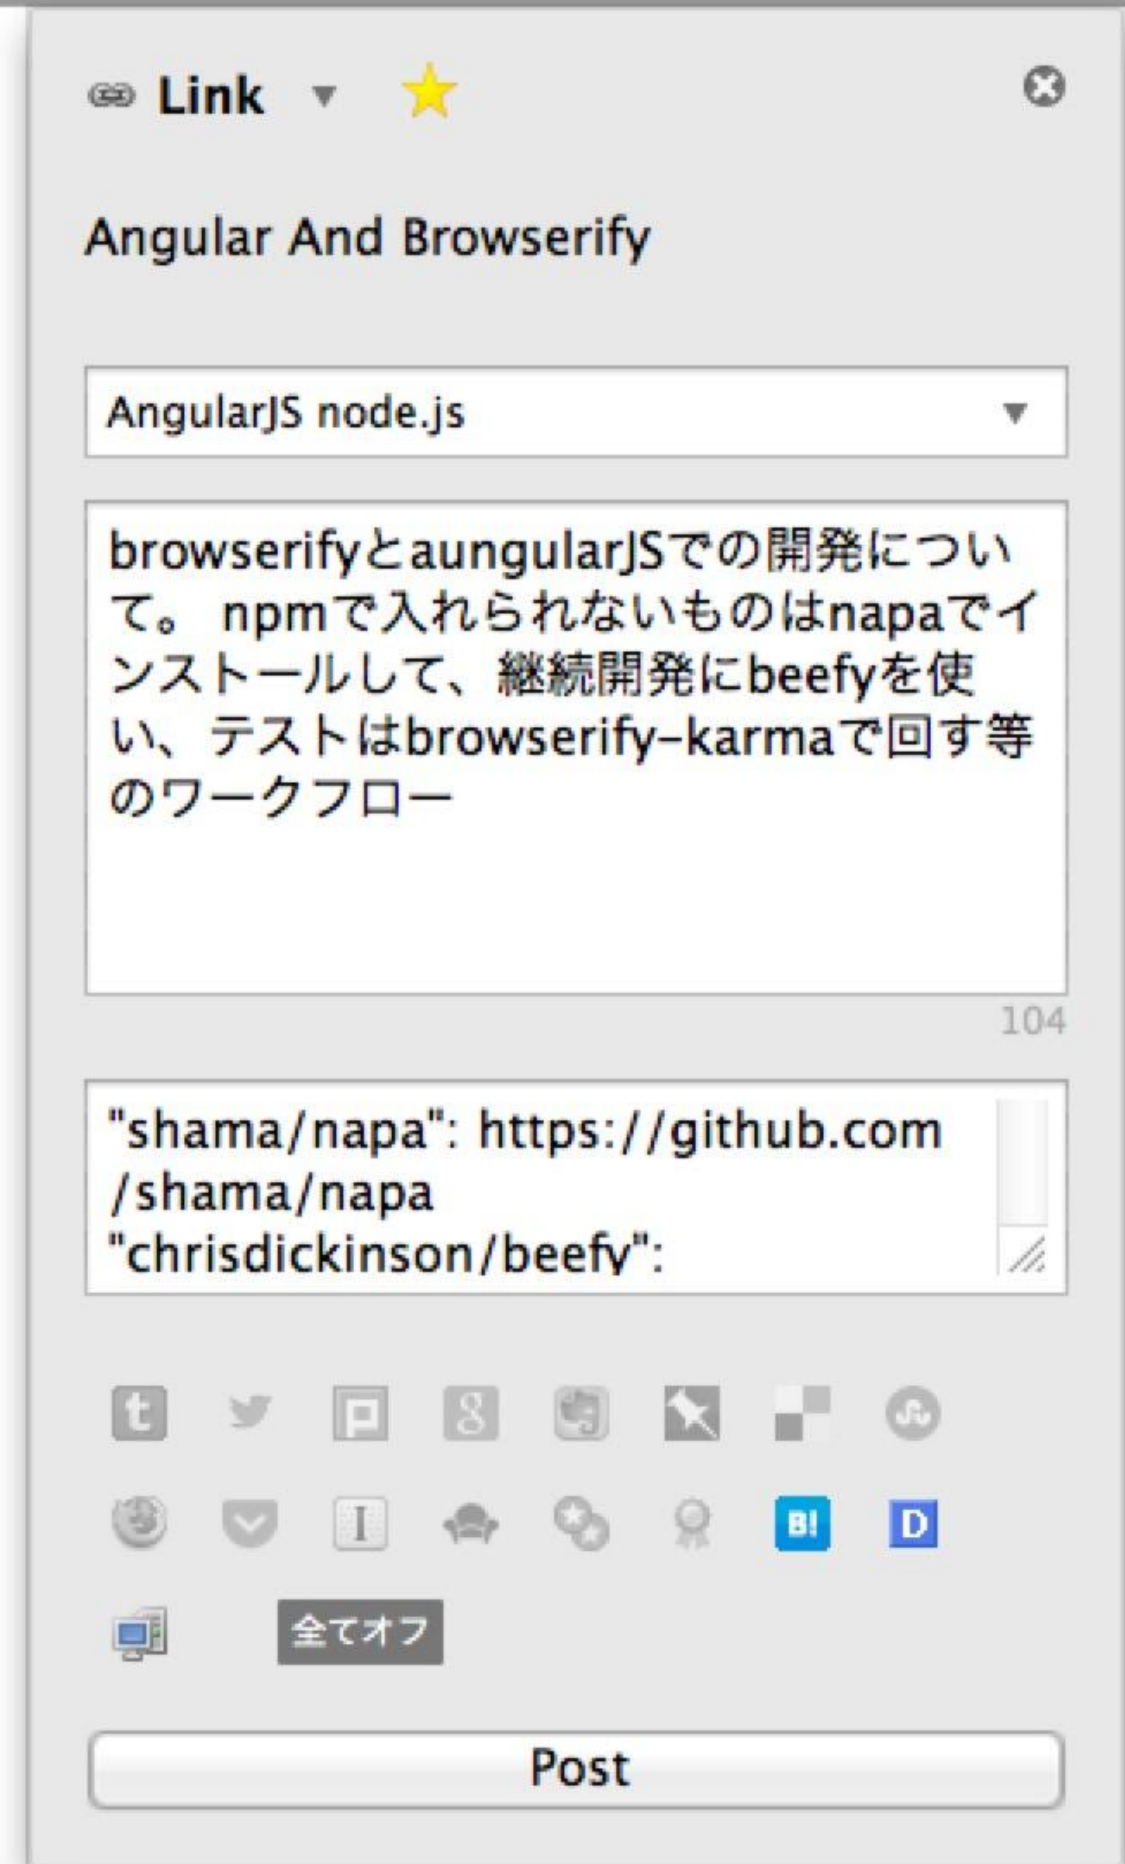 Link
Angular And Browserify
AngularJS node.js
browserifyとaungularJSでの開発につい
て。 npmで入れられないものはnapaでイ
ンストールして、継続開発にbeefyを使
い、テストはbrowserify-karmaで回す等
のワークフロー
104
"shama/napa": https://github.com
/shama/napa
"chrisdickinson/beefy":
B!
D
全てオフ
Post